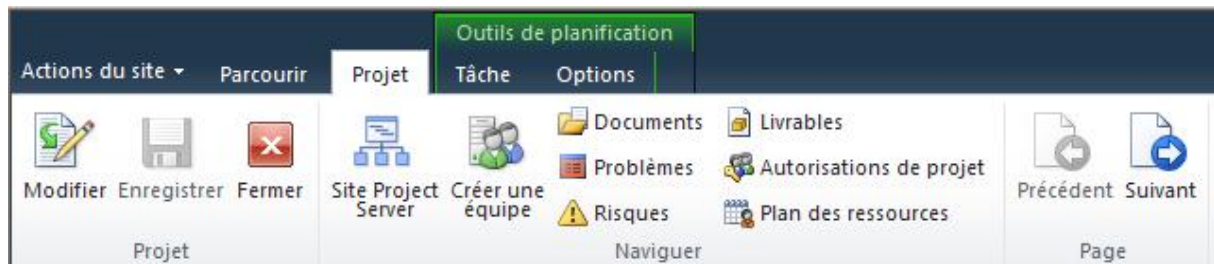 Outils de planification
Actions du site Parcourir Projet Tâche Options
Documents Livrables
Problèmes Autorisations de projet
Modifier Enregistrer Fermer Site Project Server Créer une équipe Précédent Suivant
Risques Plan des ressources
Projet Naviguer Page